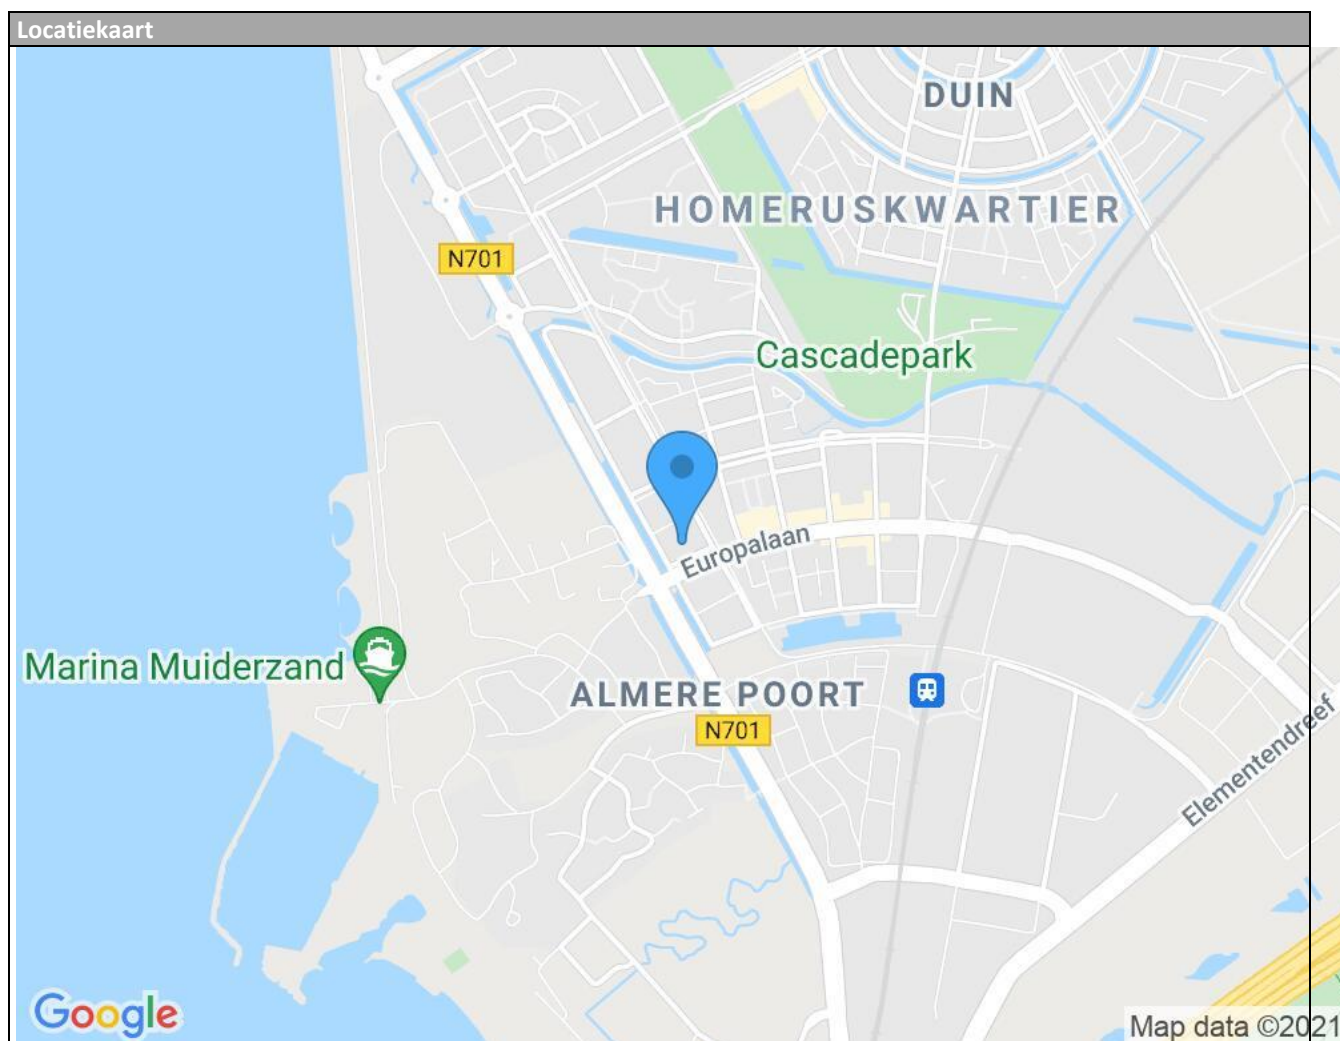 Locatiekaart
DUIN
HOMERUSKWARTIER
N701
Cascadepark
Europalaan
Marina Muiderzand
ALMERE POORT
N701
Elementendreef
Google
Map data ©2021